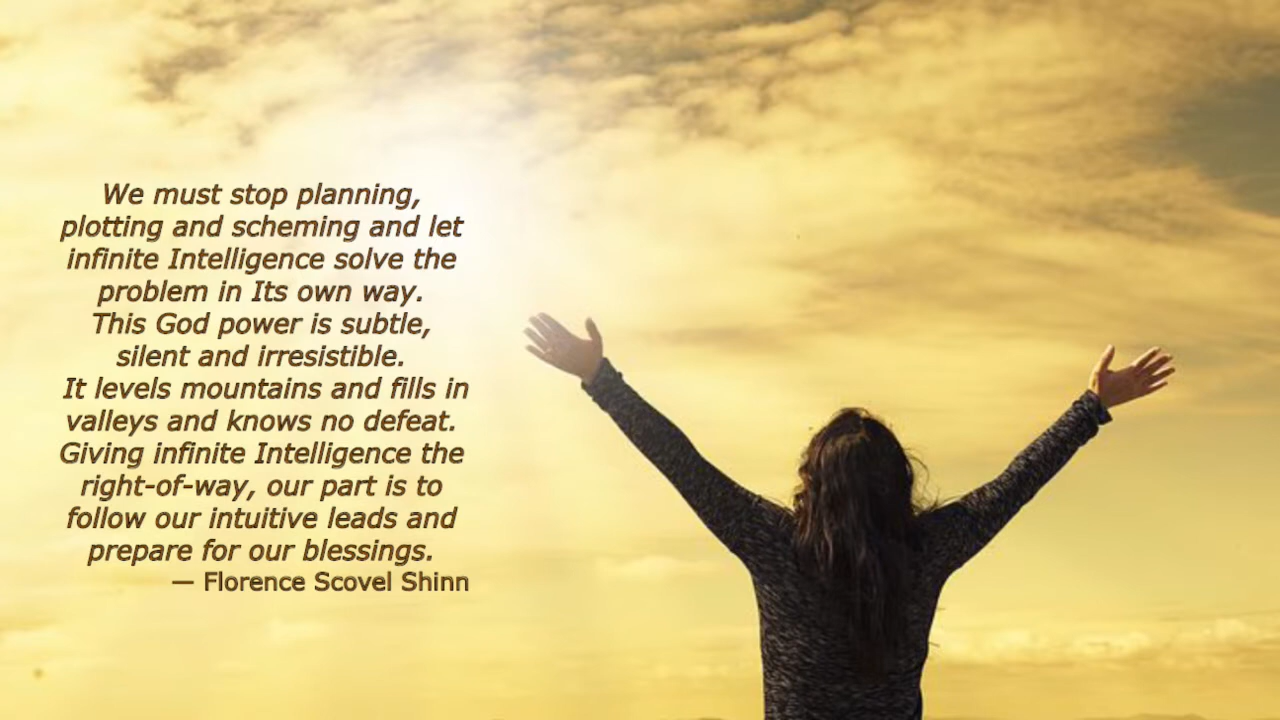 We must stop planning,
plotting and scheming and let
infinite Intelligence solve the
problem in Its own way.
This God power is subtle,
silent and irresistible.
It levels mountains and fills in
valleys and knows no defeat.
Giving infinite Intelligence the
right-of-way, our part is to
follow our intuitive leads and
prepare for our blessings.
— Florence Scovel Shinn